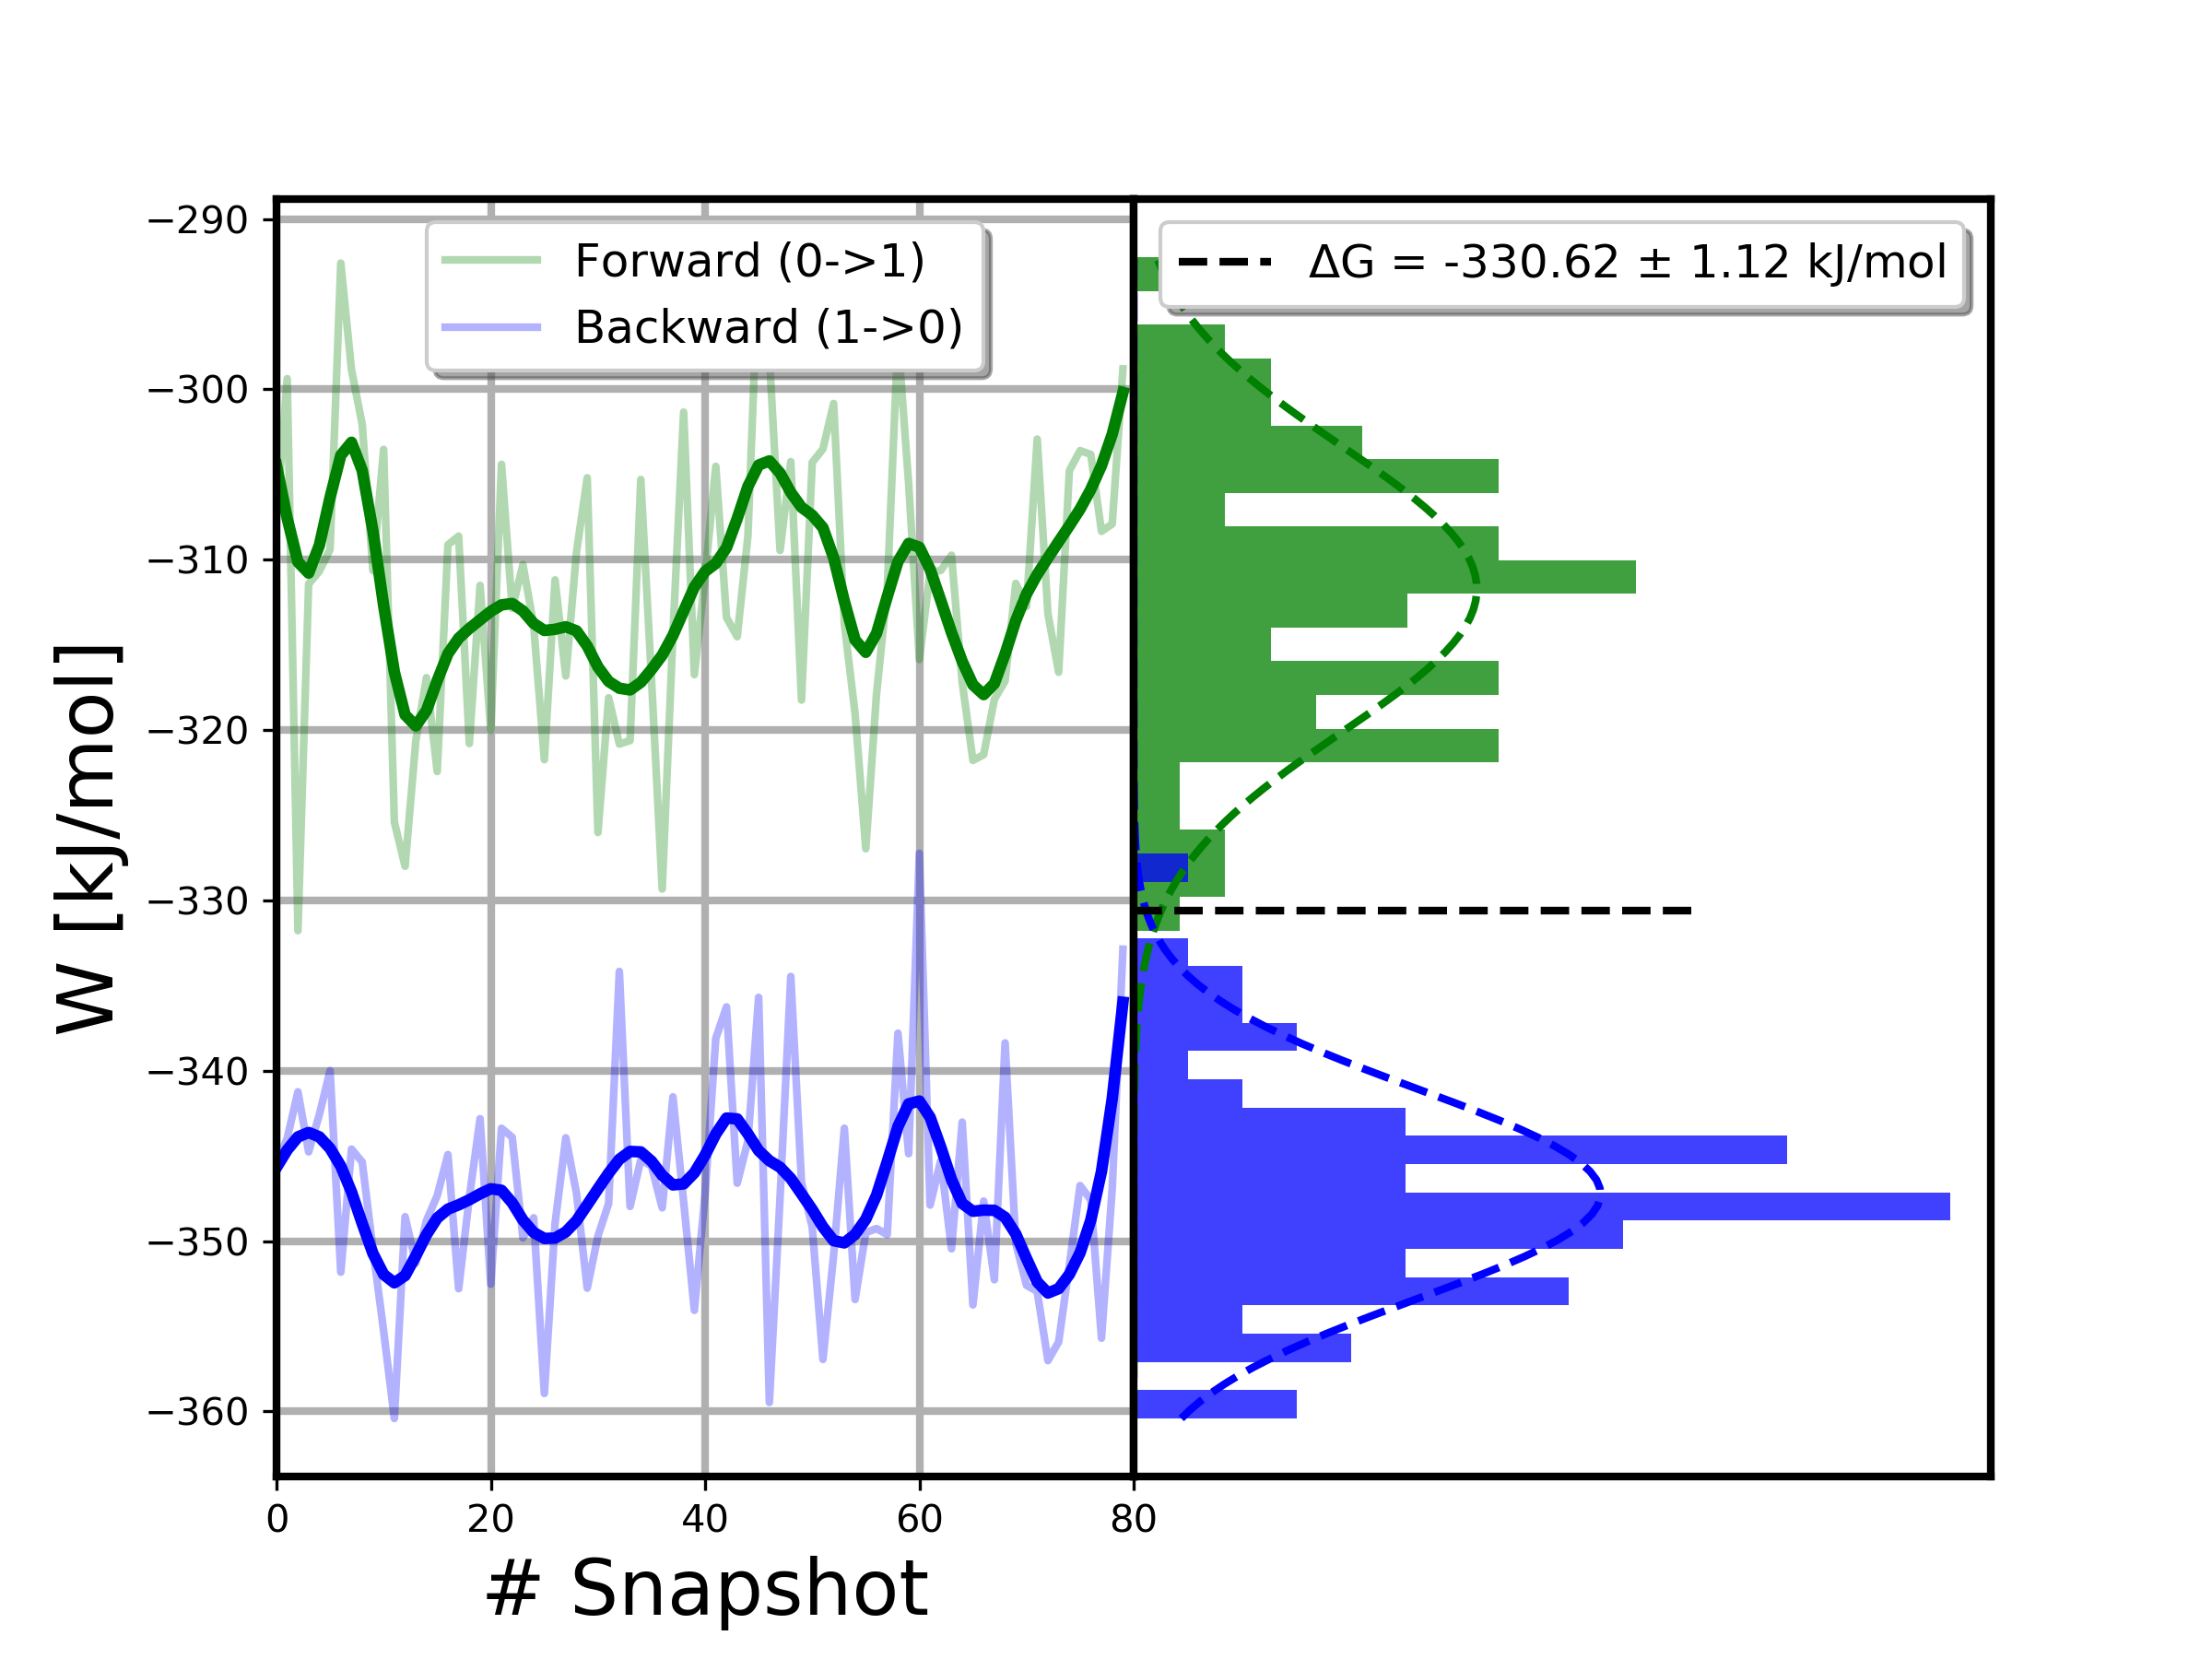 Forward (0->1)
Backward (1->0)
ΔG = -330.62 ± 1.12 kJ/mol
W [kJ/mol]
−290
−300
−310
−320
−330
−340
−350
−360
0 20 40 60 80
# Snapshot